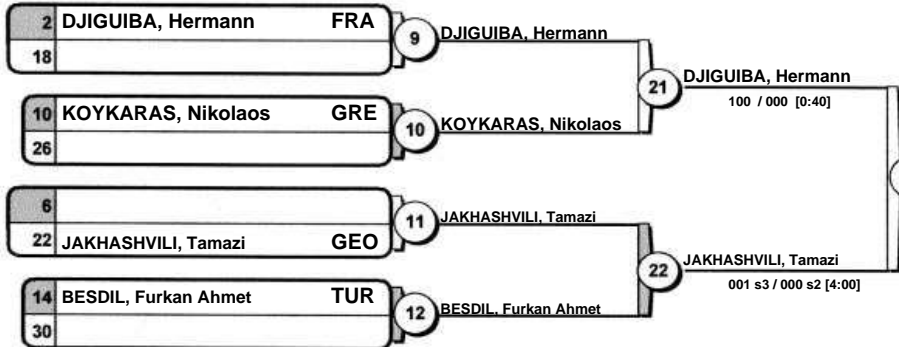 2 DJIGUIBA, Hermann FRA
18
9 DJIGUIBA, Hermann
10 KOYKARAS, Nikolaos GRE
26
10 KOYKARAS, Nikolaos
21 DJIGUIBA, Hermann
100 / 000 [0:40]
6
22 JAKHASHVILI, Tamazi GEO
11 JAKHASHVILI, Tamazi
14 BESDIL, Furkan Ahmet TUR
30
12 BESDIL, Furkan Ahmet
22 JAKHASHVILI, Tamazi
001 s3 / 000 s2 [4:00]